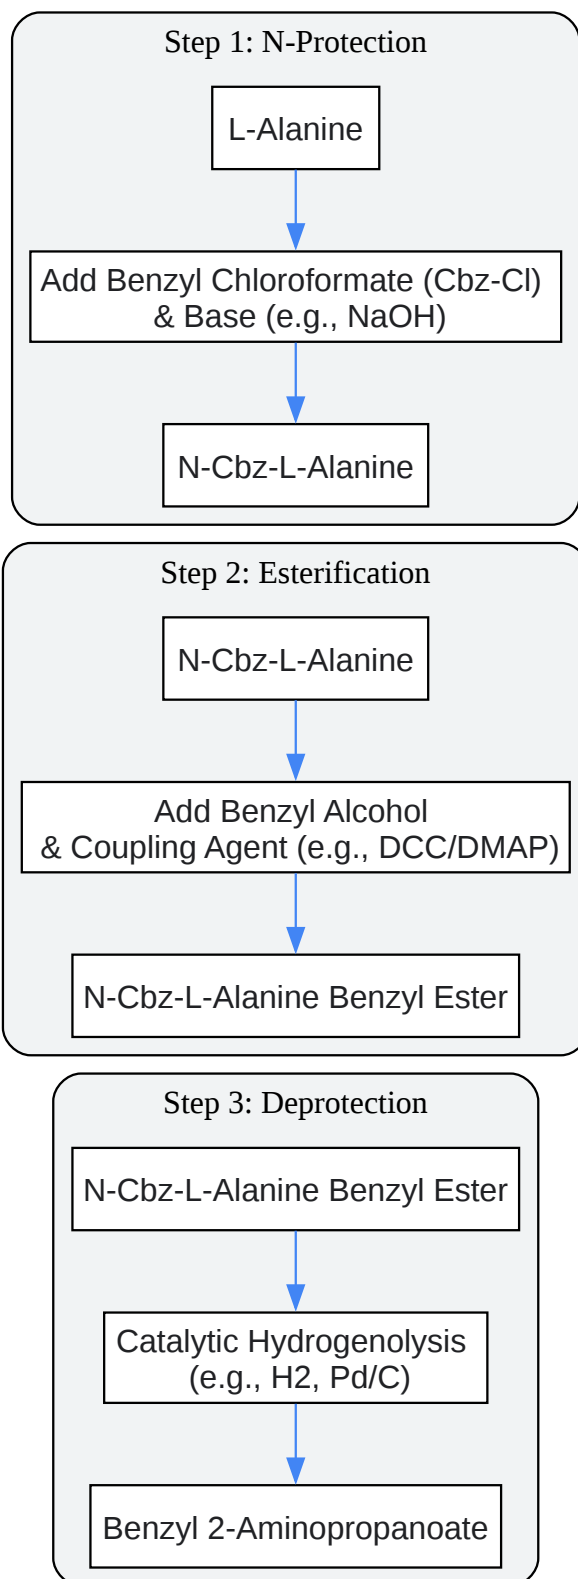 Step 1: N-Protection
L-Alanine
Add Benzyl Chloroformate (Cbz-Cl)
& Base (e.g., NaOH)
N-Cbz-L-Alanine
Step 2: Esterification
N-Cbz-L-Alanine
Add Benzyl Alcohol
& Coupling Agent (e.g., DCC/DMAP)
N-Cbz-L-Alanine Benzyl Ester
Step 3: Deprotection
N-Cbz-L-Alanine Benzyl Ester
Catalytic Hydrogenolysis
(e.g., H2, Pd/C)
Benzyl 2-Aminopropanoate